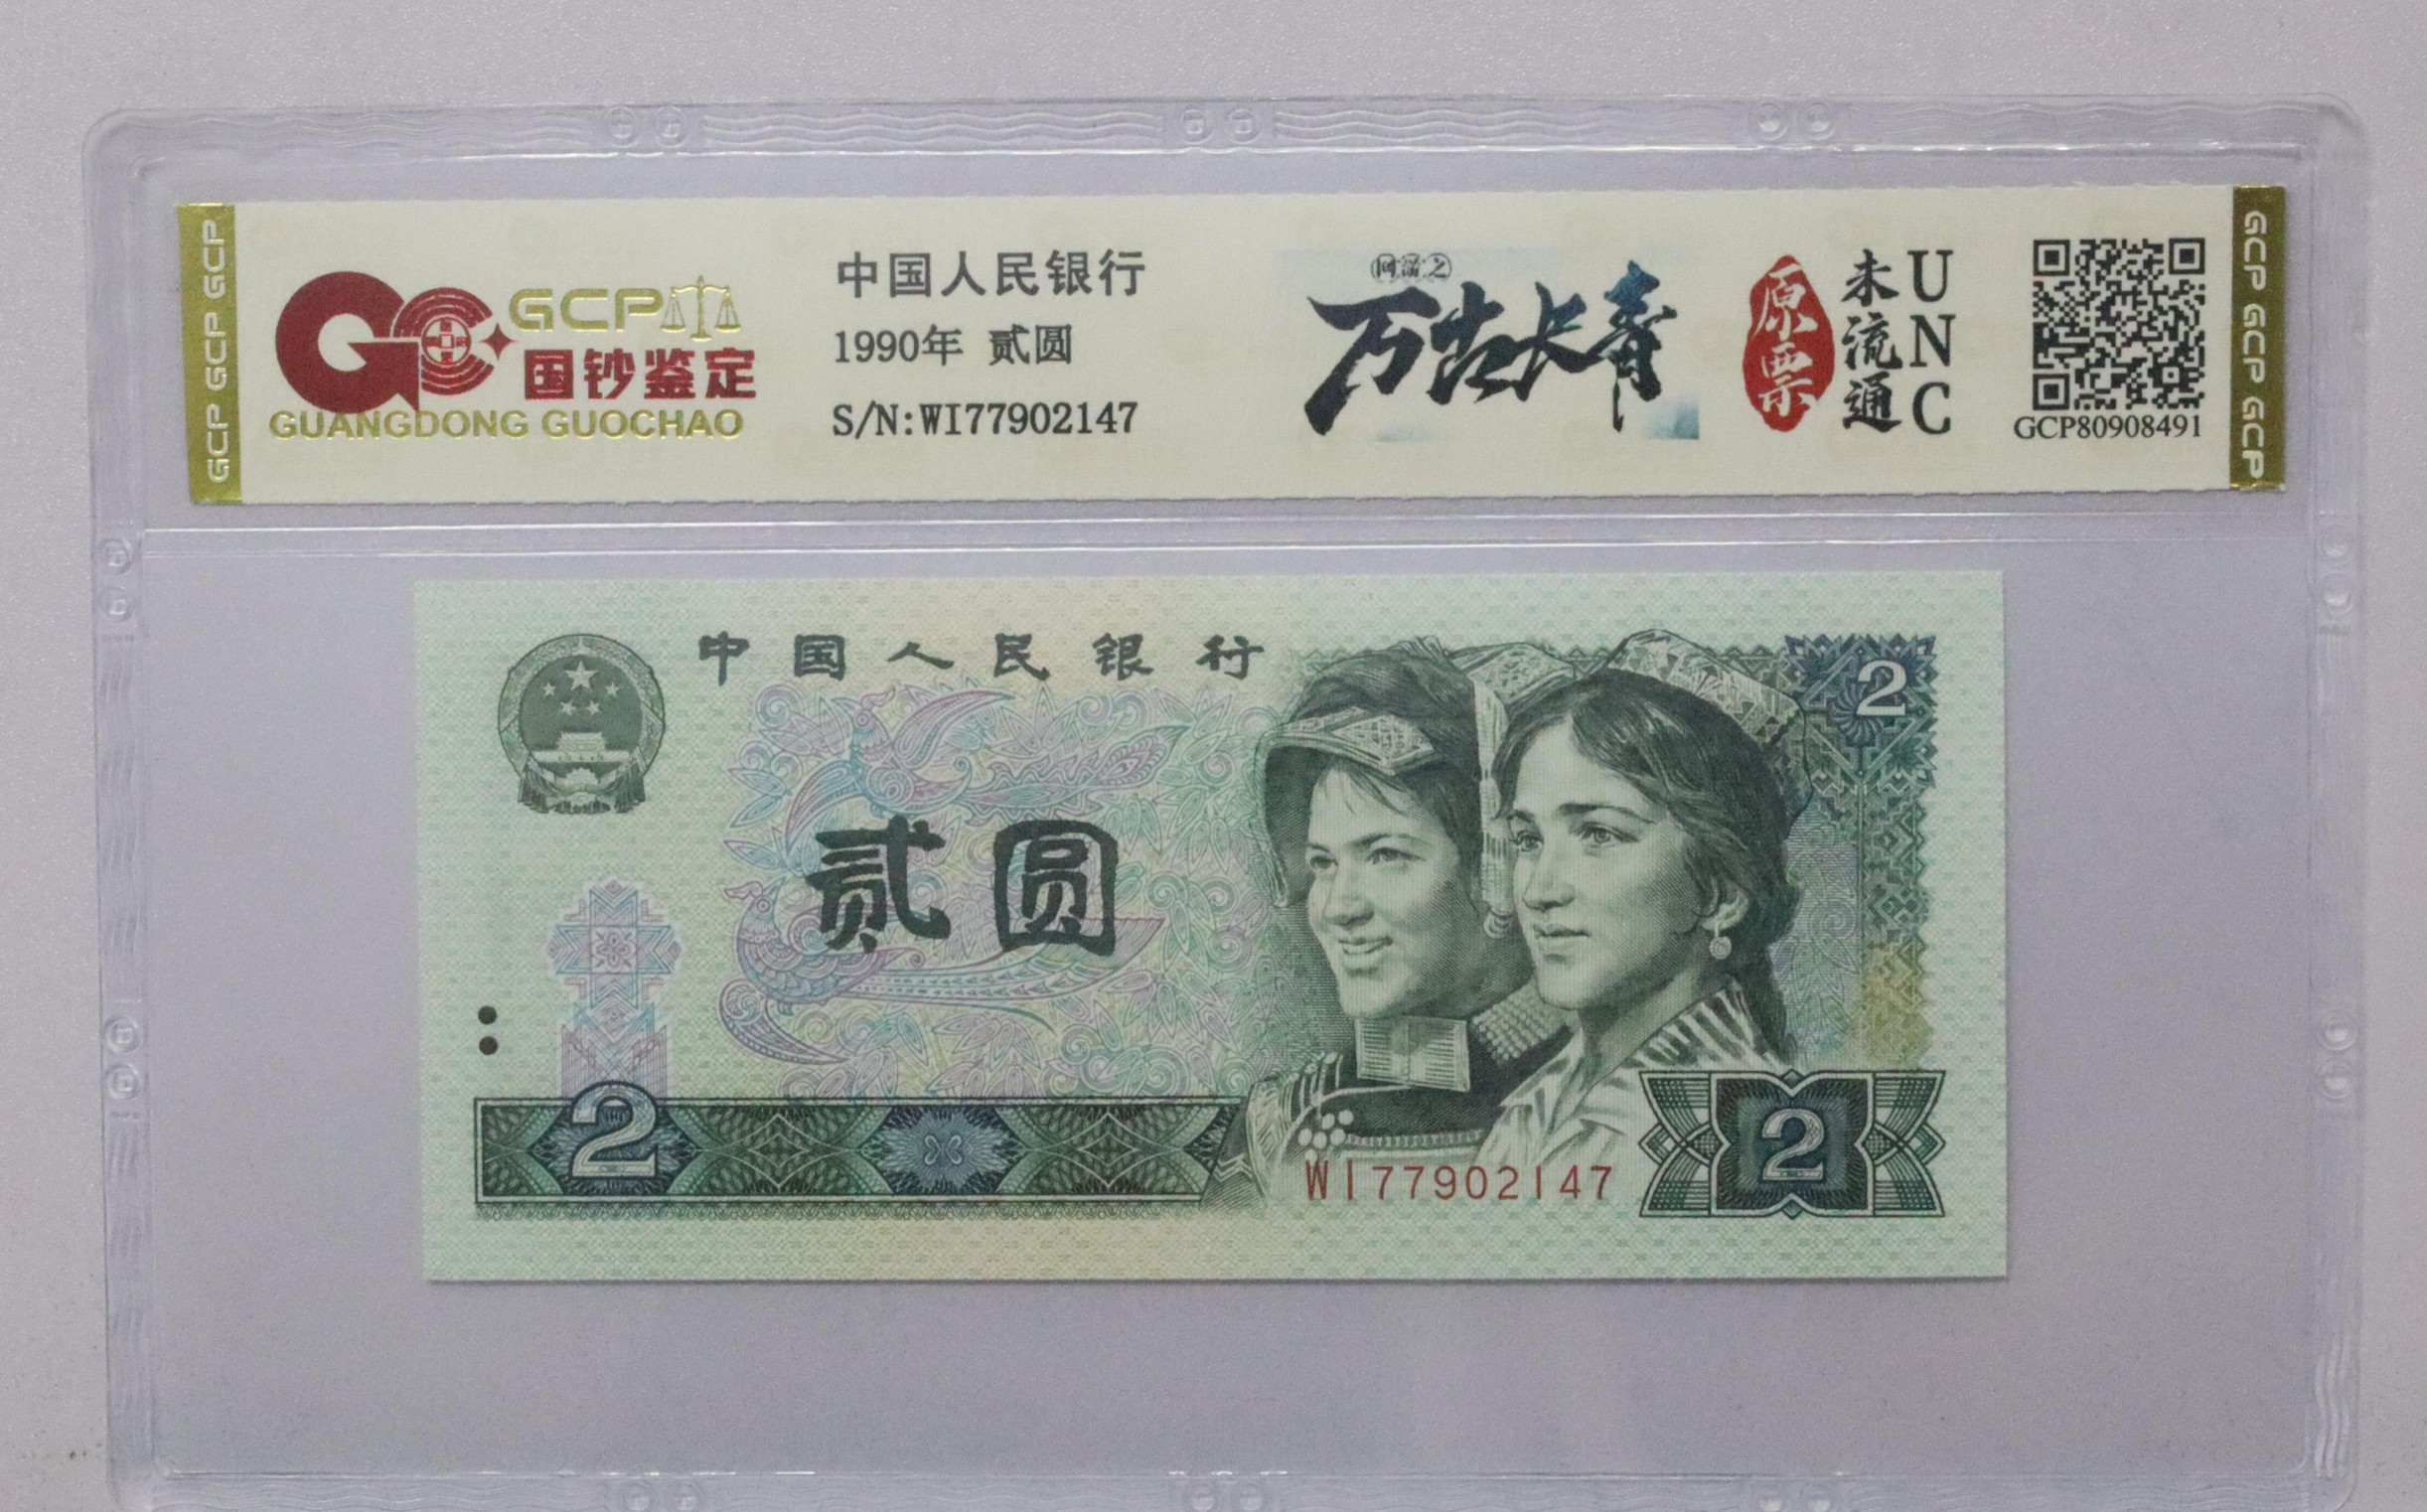 GCP GCP GCP
GCP
国钞鉴定
GUANGDONG GUOCHAO
中国人民银行
1990年 贰圆
S/N:WI77902147
万古长青
原票
未流通
UNC
GCP80908491
GCP GCP GCP
中国人民银行
2
贰圆
2
WI77902147
2